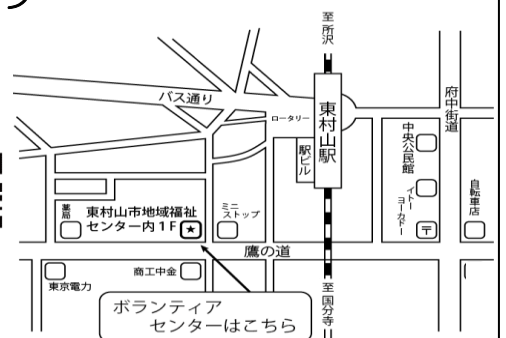 至所沢
バス通り
ロータリー
東村山駅
駅ビル
府中街道
中央公民館
イトーヨーカドー
〒
自転車店
薬局
東村山市地域福祉
センター内1F
★
ミニ
ストップ
鷹の道
東京電力
商工中金
至国分寺
ボランティア
センターはこちら